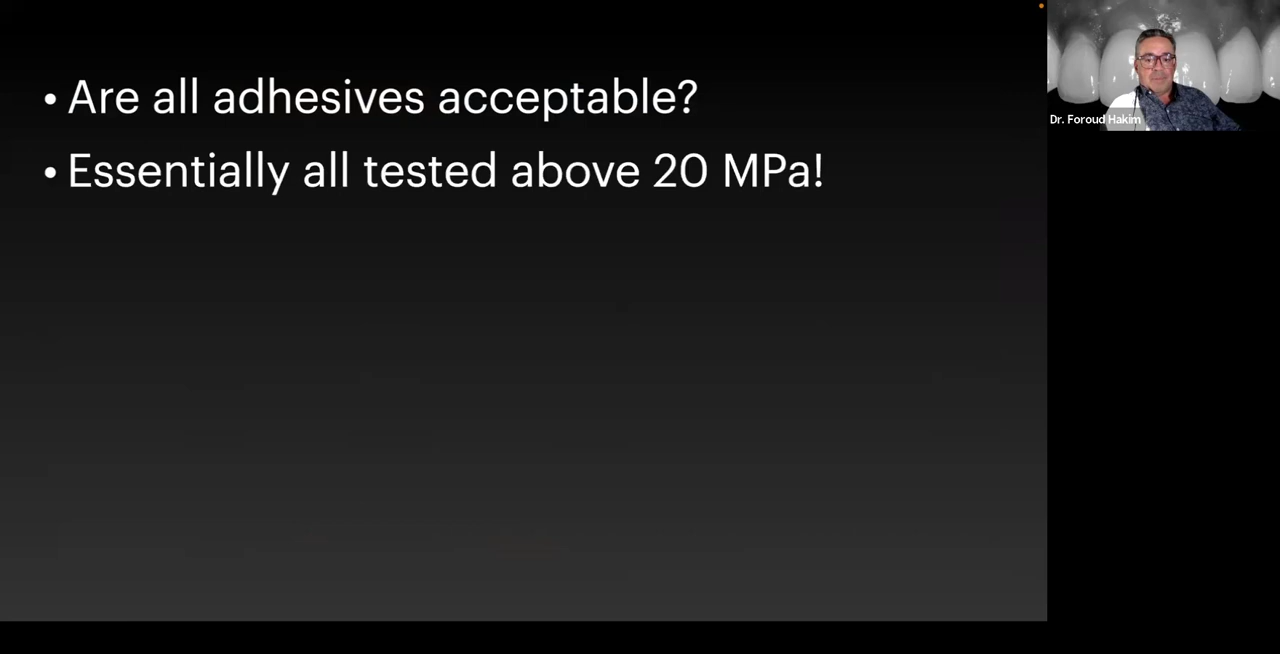 • Are all adhesives acceptable?
• Essentially all tested above 20 MPa!
Dr. Foroud Hakim